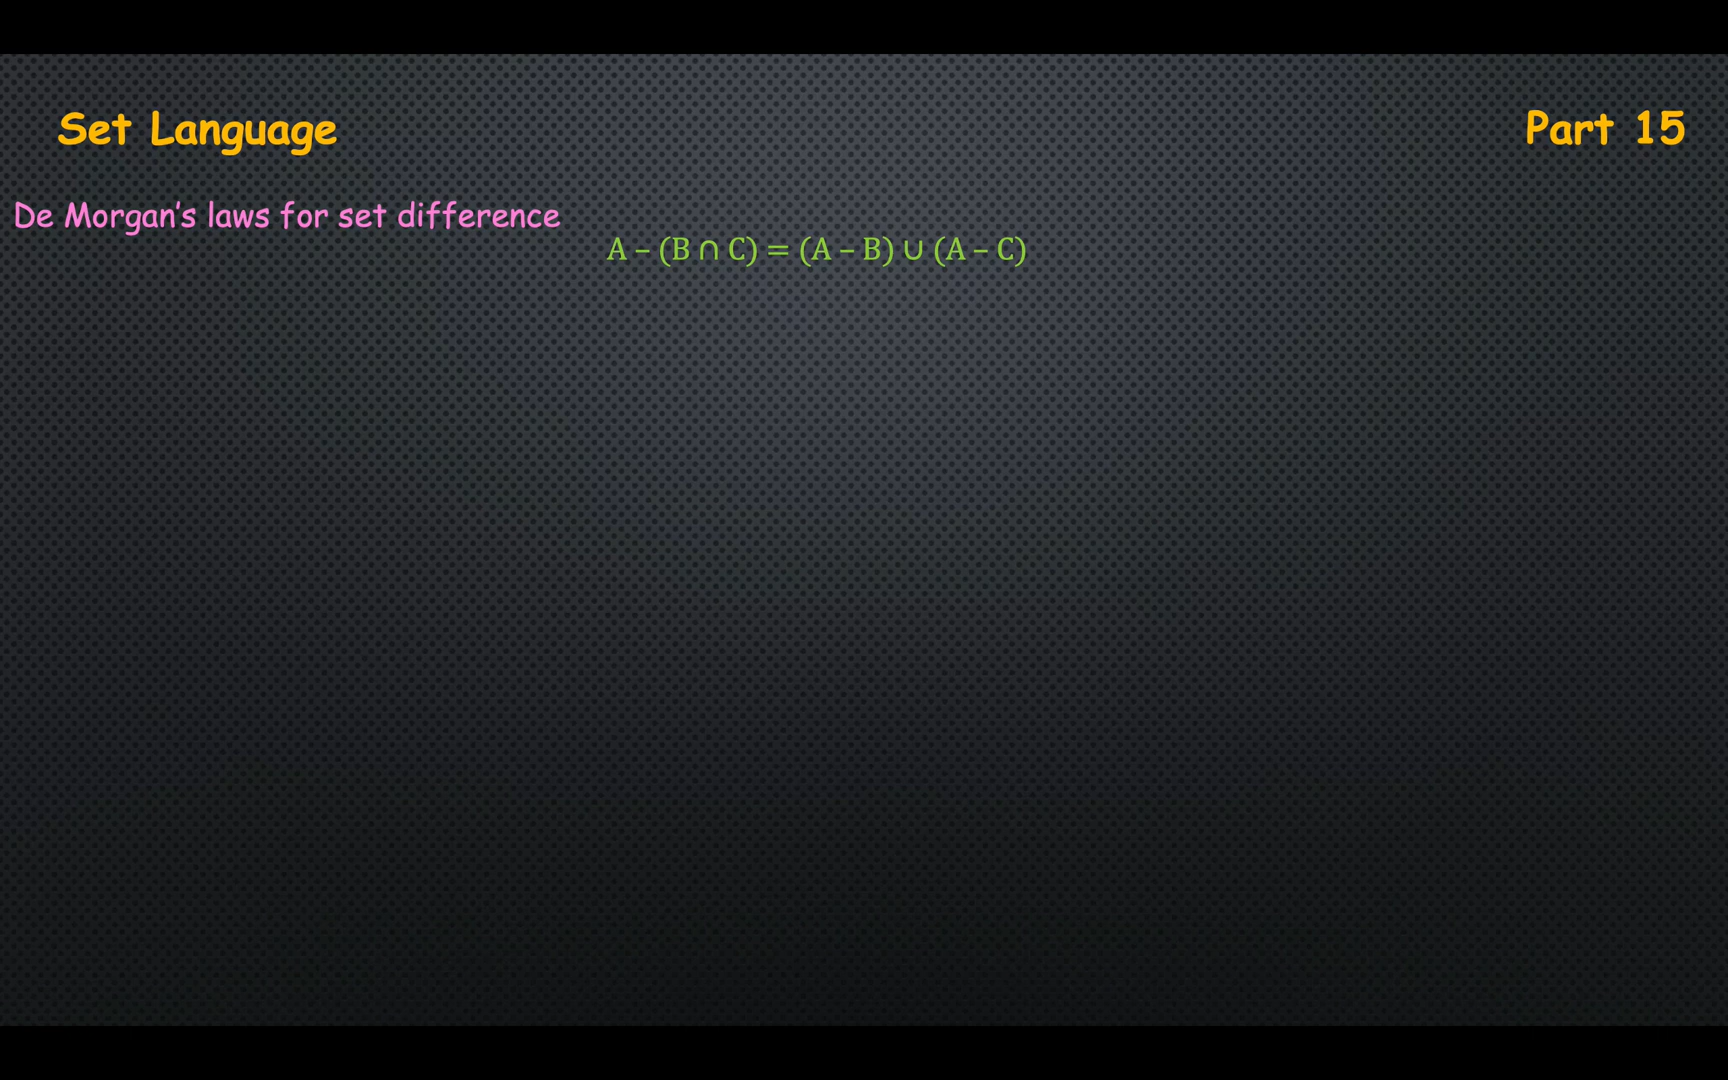 Set Language
Part 15
De Morgan's laws for set difference
A – (B ∩ C) = (A – B) ∪ (A – C)